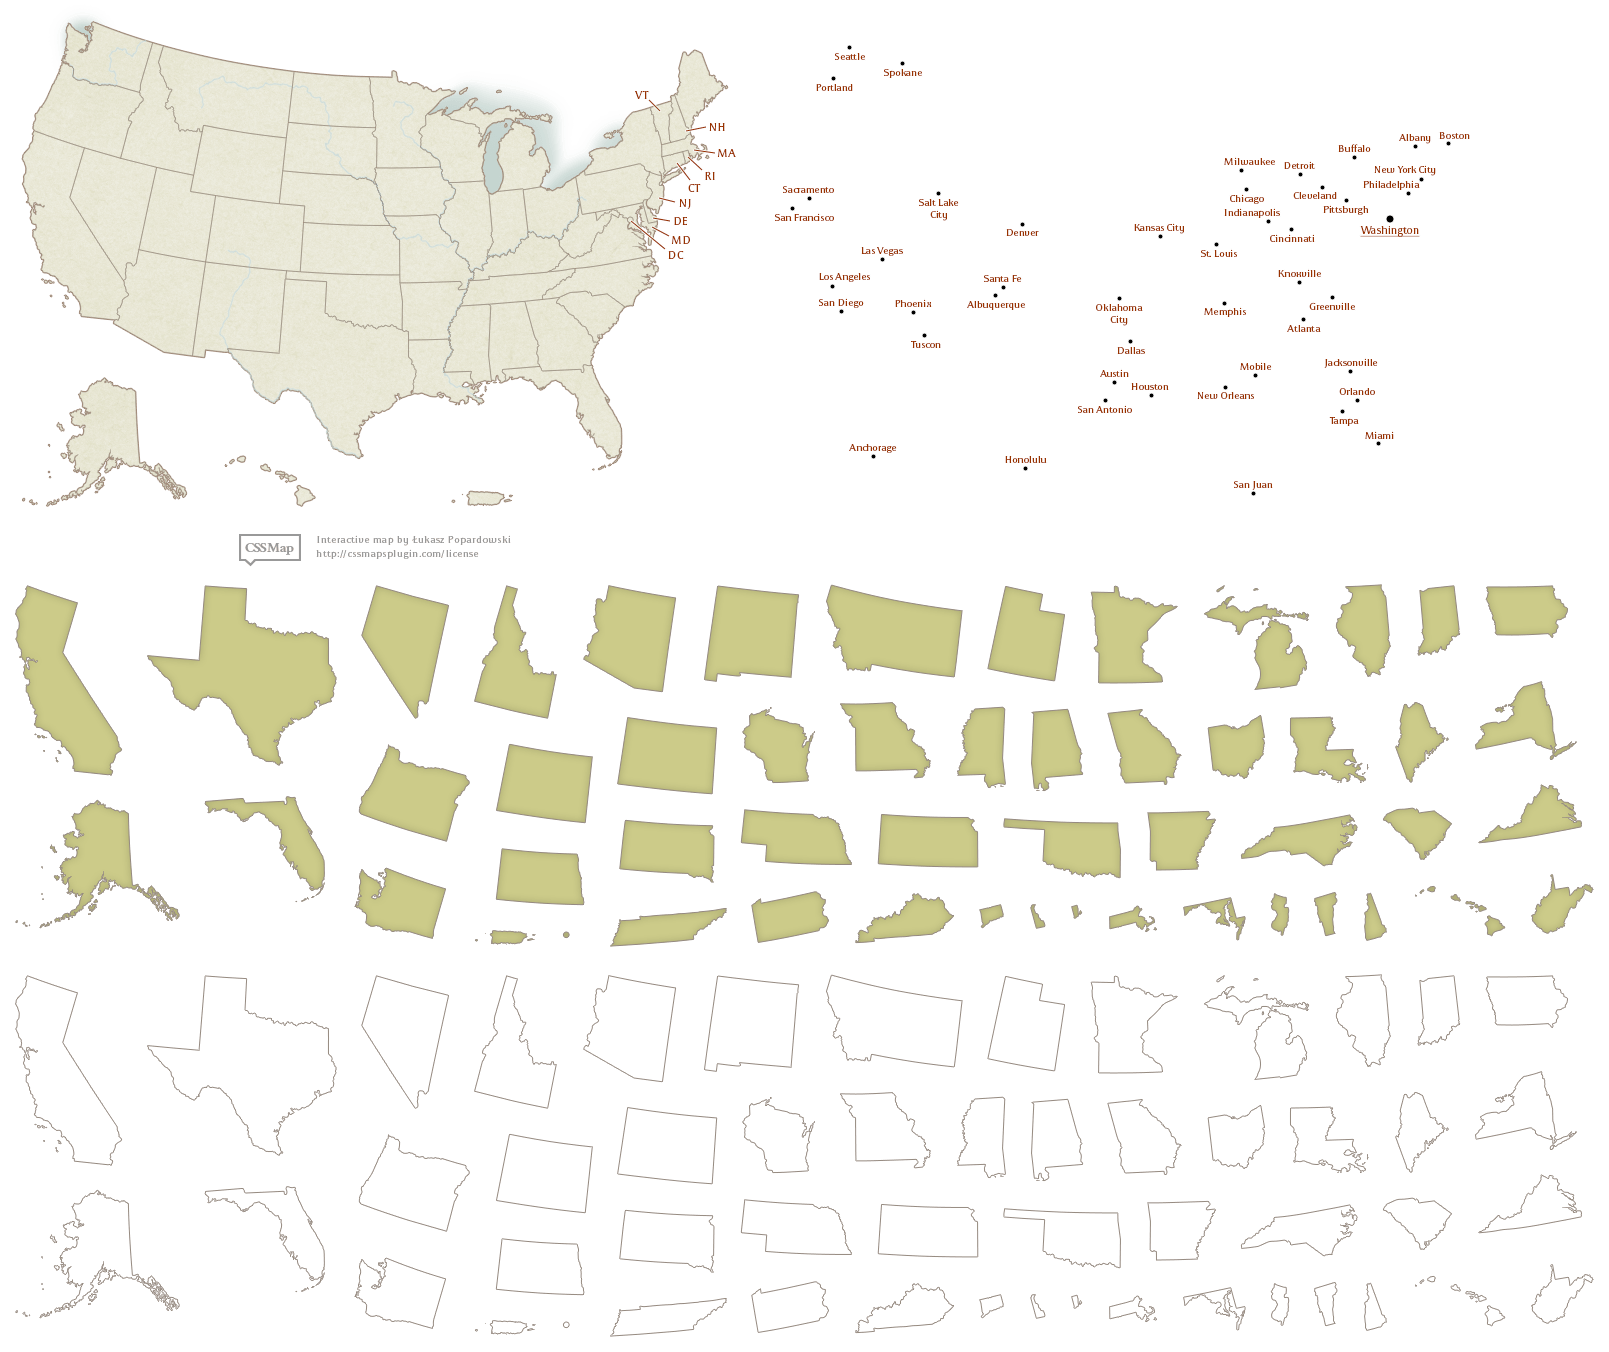 VT
NH
MA
RI
CT
NJ
DE
MD
DC
Seattle
Spokane
Portland
Albany
Boston
Buffalo
Milwaukee
Detroit
New York City
Philadelphia
Sacramento
Salt Lake
City
Chicago
Cleveland
Pittsburgh
San Francisco
Indianapolis
Denver
Kansas City
Cincinnati
Washington
Las Vegas
St. Louis
Los Angeles
Santa Fe
Knoxville
San Diego
Phoenix
Albuquerque
Oklahoma
City
Memphis
Greenville
Atlanta
Tuscon
Dallas
Mobile
Jacksonville
Austin
Houston
New Orleans
Orlando
San Antonio
Tampa
Miami
Anchorage
Honolulu
San Juan
CSSMap
Interactive map by Łukasz Popardowski
http://cssmapsplugin.com/license